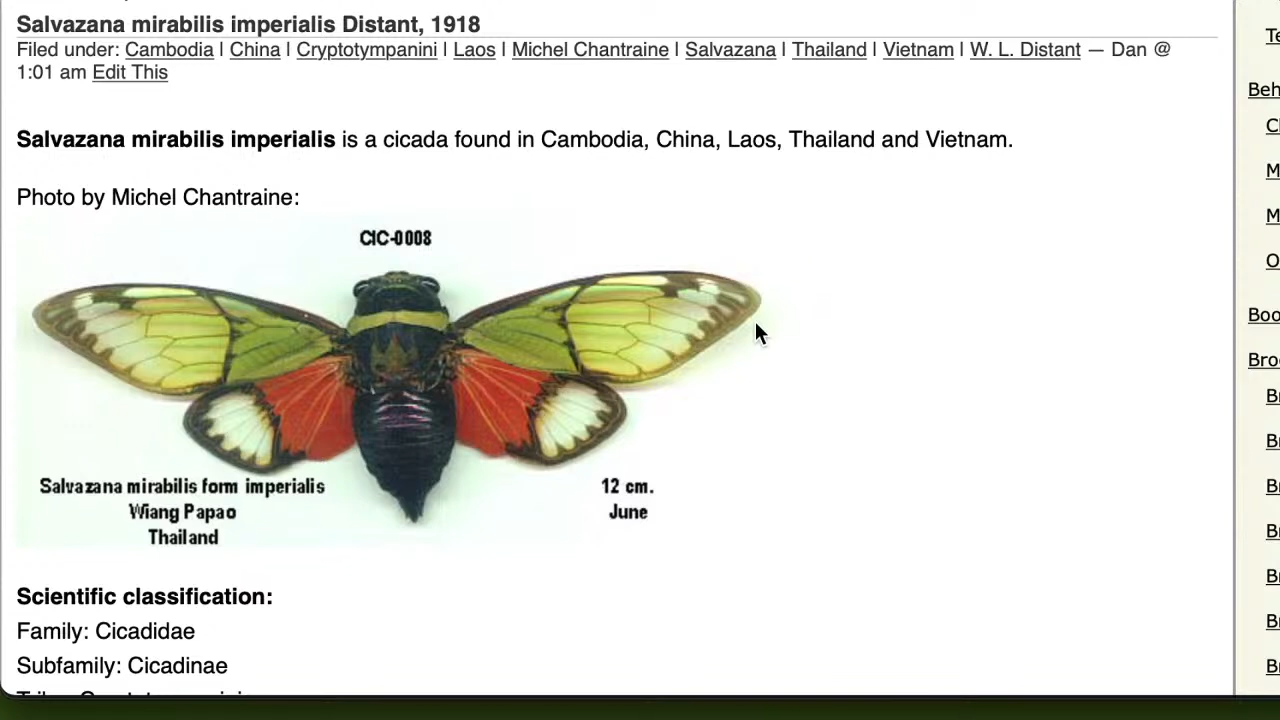 Salvazana mirabilis imperialis Distant, 1918
Filed under: Cambodia | China | Cryptotympanini | Laos | Michel Chantraine | Salvazana | Thailand | Vietnam | W. L. Distant — Dan @
1:01 am Edit This
Salvazana mirabilis imperialis is a cicada found in Cambodia, China, Laos, Thailand and Vietnam.
Photo by Michel Chantraine:
CIC-0008
Salvazana mirabilis form imperialis
Wiang Papao
Thailand
12 cm.
June
Scientific classification:
Family: Cicadidae
Subfamily: Cicadinae